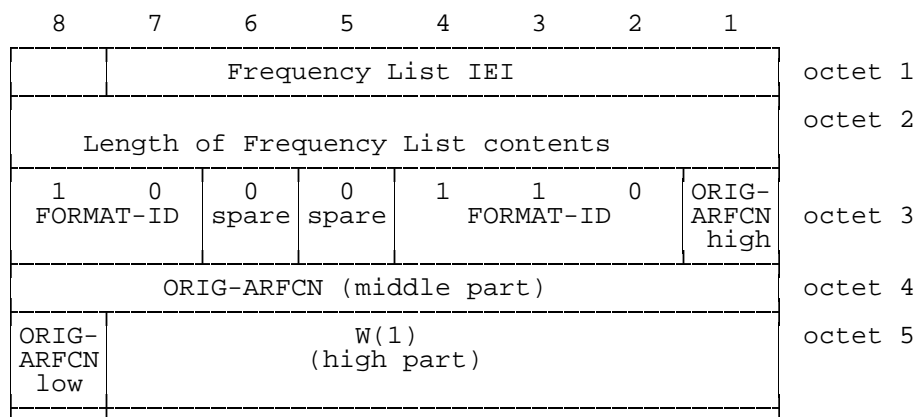 8 7 6 5 4 3 2 1
Frequency List IEI octet 1
octet 2
Length of Frequency List contents
1 0 0 0 1 1 0 ORIG-
FORMAT-ID spare spare FORMAT-ID ARFCN octet 3
high
ORIG-ARFCN (middle part) octet 4
ORIG- W(1) octet 5
ARFCN (high part)
low